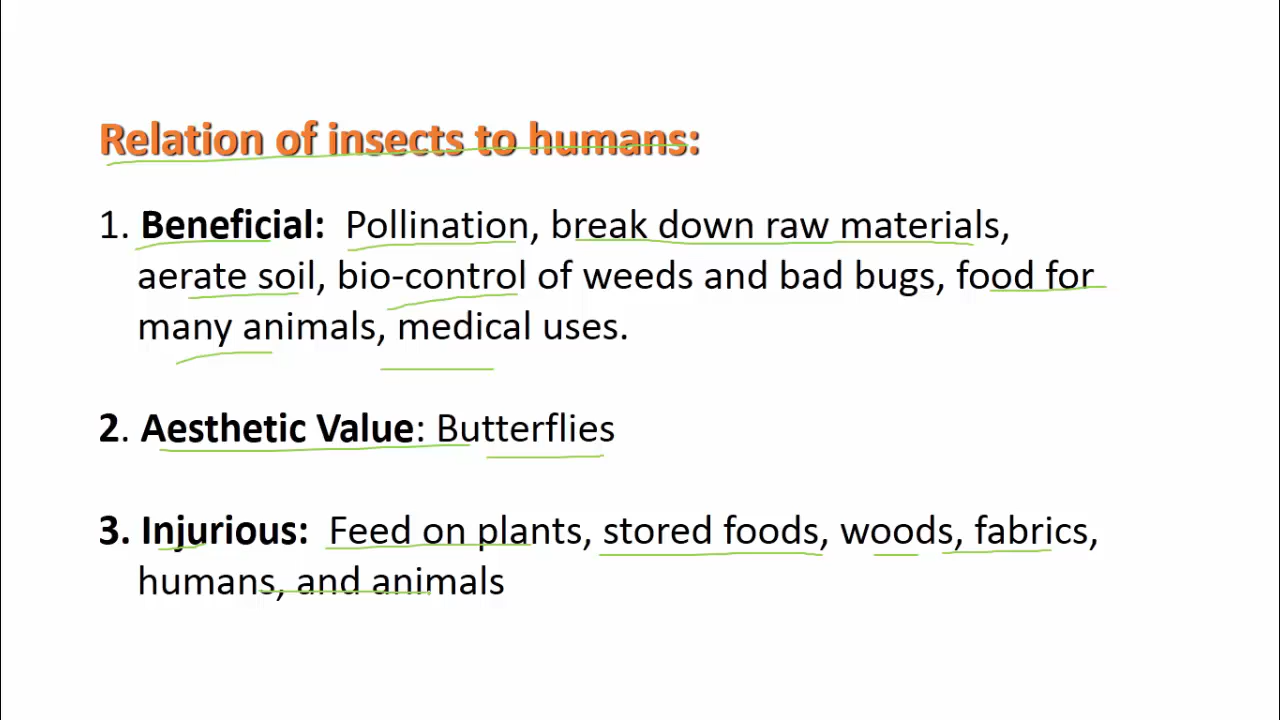 Relation of insects to humans:
1. Beneficial: Pollination, break down raw materials,
aerate soil, bio-control of weeds and bad bugs, food for
many animals, medical uses.
2. Aesthetic Value: Butterflies
3. Injurious: Feed on plants, stored foods, woods, fabrics,
humans, and animals